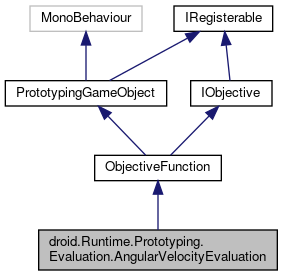 MonoBehaviour
IRegisterable
PrototypingGameObject
IObjective
ObjectiveFunction
droid.Runtime.Prototyping.
Evaluation.AngularVelocityEvaluation